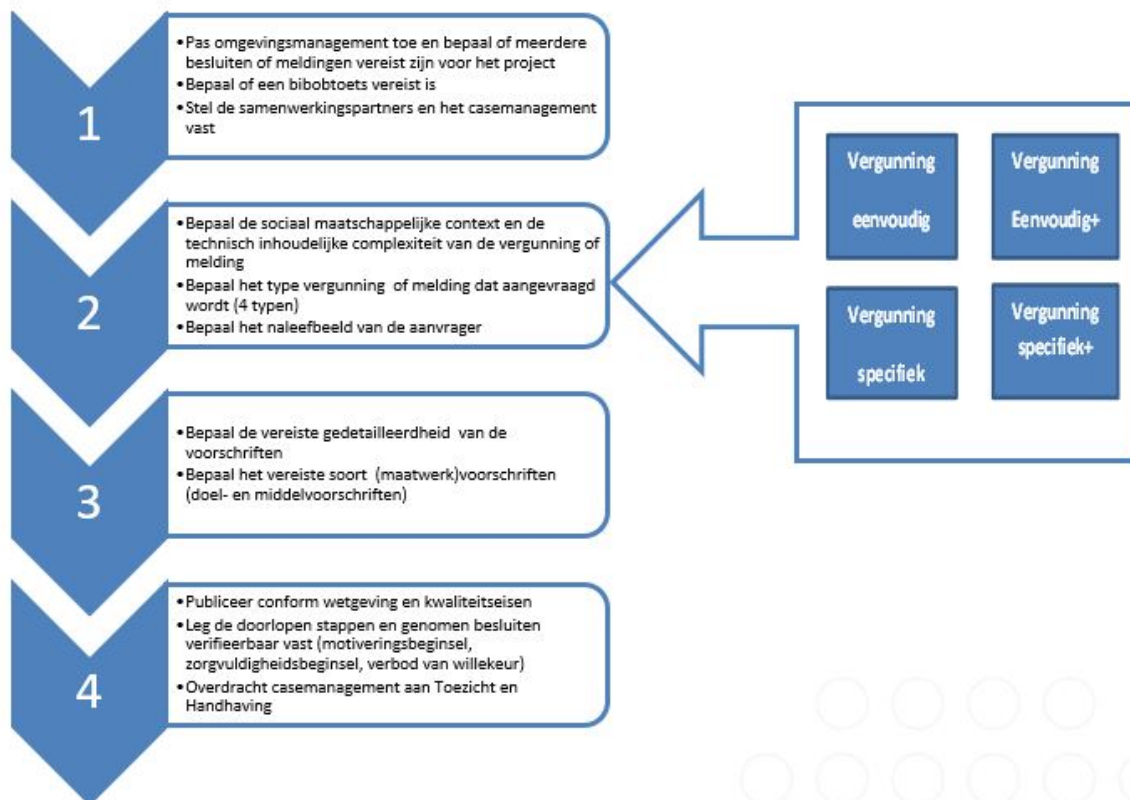 1
•Pas omgevingsmanagement toe en bepaal of meerdere
besluiten of meldingen vereist zijn voor het project
•Bepaal of een bibobtoets vereist is
•Stel de samenwerkingspartners en het casemanagement
vast
2
•Bepaal de sociaal maatschappelijke context en de
technisch inhoudelijke complexiteit van de vergunning of
melding
•Bepaal het type vergunning of melding dat aangevraagd
wordt (4 typen)
•Bepaal het naleefbeeld van de aanvrager
Vergunning
eenvoudig
Vergunning
Eenvoudig+
Vergunning
specifiek
Vergunning
specifiek+
3
•Bepaal de vereiste gedetailleerdheid van de
voorschriften
•Bepaal het vereiste soort (maatwerk)voorschriften
(doel- en middelvoorschriften)
4
•Publiceer conform wetgeving en kwaliteitseisen
•Leg de doorlopen stappen en genomen besluiten
verifieerbaar vast (motiveringsbeginsel,
zorgvuldigheidsbeginsel, verbod van willekeur)
•Overdracht casemanagement aan Toezicht en
Handhaving